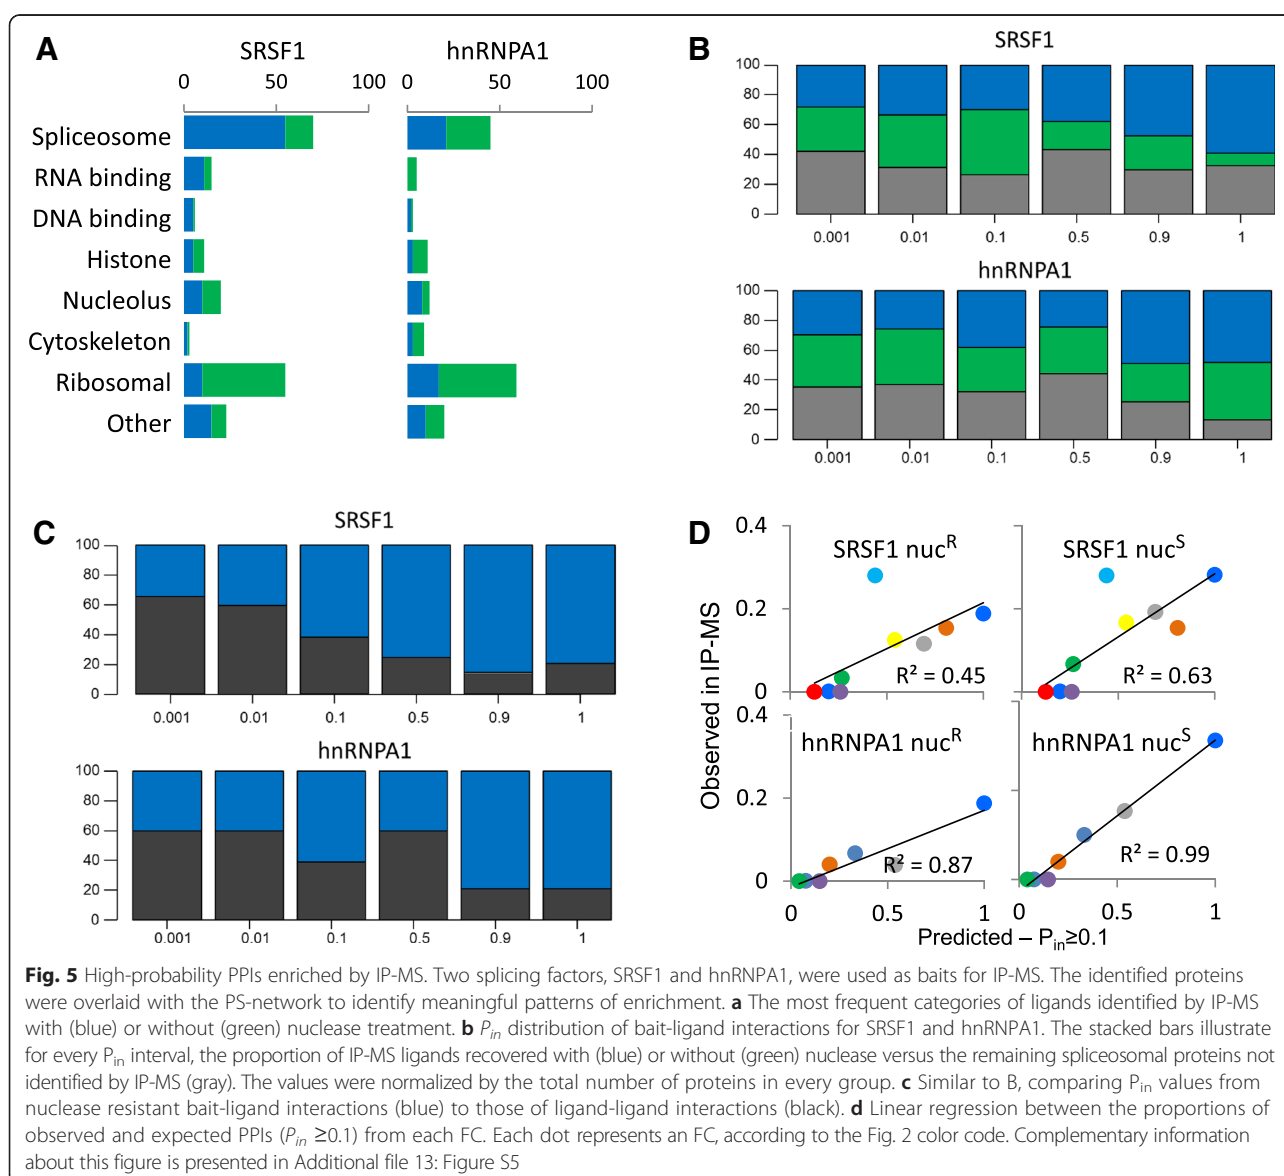 A
SRSF1
hnRNPA1
0 50 100
0 50 100
Spliceosome
RNA binding
DNA binding
Histone
Nucleolus
Cytoskeleton
Ribosomal
Other
B
SRSF1
100
80
60
40
20
0
0.001 0.01 0.1 0.5 0.9 1
hnRNPA1
100
80
60
40
20
0
0.001 0.01 0.1 0.5 0.9 1
C
SRSF1
100
80
60
40
20
0
0.001 0.01 0.1 0.5 0.9 1
hnRNPA1
100
80
60
40
20
0
0.001 0.01 0.1 0.5 0.9 1
D
Observed in IP-MS
0.4
SRSF1 nucR
SRSF1 nucS
0.2
R² = 0.45
R² = 0.63
0
0.4
hnRNPA1 nucR
hnRNPA1 nucS
0.2
R² = 0.87
R² = 0.99
0
0 0.5 1
0 0.5 1
Predicted – Pin≥0.1
Fig. 5 High-probability PPIs enriched by IP-MS. Two splicing factors, SRSF1 and hnRNPA1, were used as baits for IP-MS. The identified proteins
were overlaid with the PS-network to identify meaningful patterns of enrichment. a The most frequent categories of ligands identified by IP-MS
with (blue) or without (green) nuclease treatment. b Pin distribution of bait-ligand interactions for SRSF1 and hnRNPA1. The stacked bars illustrate
for every Pin interval, the proportion of IP-MS ligands recovered with (blue) or without (green) nuclease versus the remaining spliceosomal proteins not
identified by IP-MS (gray). The values were normalized by the total number of proteins in every group. c Similar to B, comparing Pin values from
nuclease resistant bait-ligand interactions (blue) to those of ligand-ligand interactions (black). d Linear regression between the proportions of
observed and expected PPIs (Pin ≥0.1) from each FC. Each dot represents an FC, according to the Fig. 2 color code. Complementary information
about this figure is presented in Additional file 13: Figure S5